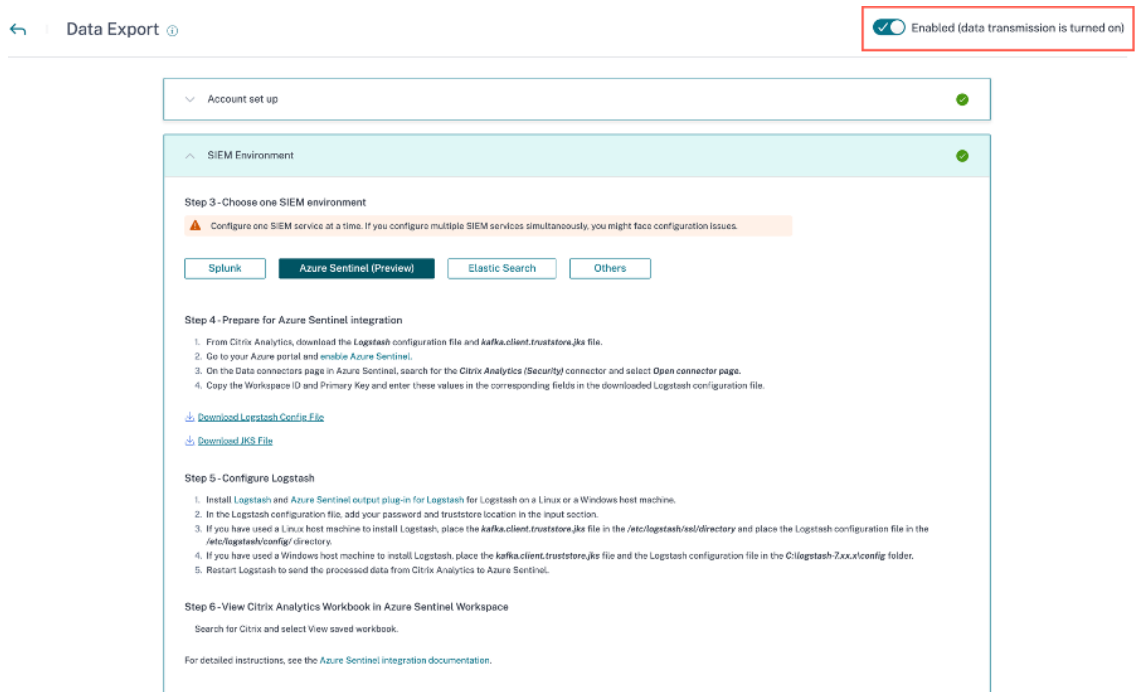 Data Export
Enabled (data transmission is turned on)
Account set up
SIEM Environment
Step 3 - Choose one SIEM environment
Configure one SIEM service at a time. If you configure multiple SIEM services simultaneously, you might face configuration issues.
Splunk
Azure Sentinel (Preview)
Elastic Search
Others
Step 4 - Prepare for Azure Sentinel integration
1. From Citrix Analytics, download the Logstash configuration file and kafka.client.truststore.jks file.
2. Go to your Azure portal and enable Azure Sentinel.
3. On the Data connectors page in Azure Sentinel, search for the Citrix Analytics (Security) connector and select Open connector page.
4. Copy the Workspace ID and Primary Key and enter these values in the corresponding fields in the downloaded Logstash configuration file.
Download Logstash Config File
Download JKS File
Step 5 - Configure Logstash
1. Install Logstash and Azure Sentinel output plug-in for Logstash for Logstash on a Linux or a Windows host machine.
2. In the Logstash configuration file, add your password and truststore location in the input section.
3. If you have used a Linux host machine to install Logstash, place the kafka.client.truststore.jks file in the /etc/logstash/ssl/directory and place the Logstash configuration file in the
/etc/logstash/config/ directory.
4. If you have used a Windows host machine to install Logstash, place the kafka.client.truststore.jks file and the Logstash configuration file in the C:\logstash-7.xx.x\config folder.
5. Restart Logstash to send the processed data from Citrix Analytics to Azure Sentinel.
Step 6 - View Citrix Analytics Workbook in Azure Sentinel Workspace
Search for Citrix and select View saved workbook.
For detailed instructions, see the Azure Sentinel integration documentation.